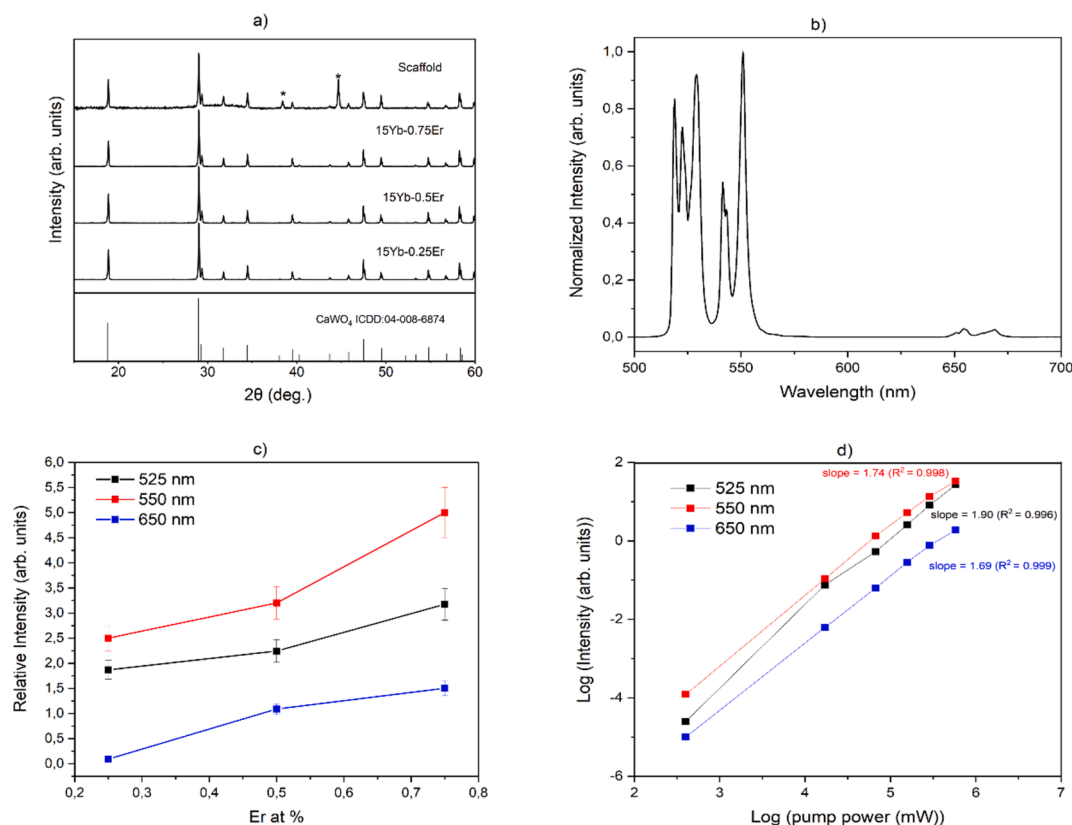 a)
Intensity (arb. units)
*
*
Scaffold
15Yb-0.75Er
15Yb-0.5Er
15Yb-0.25Er
CaWO₄ ICDD:04-008-6874
20 30 40 50 60
2θ (deg.)
b)
Normalized Intensity (arb. units)
1,0
0,8
0,6
0,4
0,2
0,0
500 550 600 650 700
Wavelength (nm)
c)
Relative Intensity (arb. units)
5,5
5,0
4,5
4,0
3,5
3,0
2,5
2,0
1,5
1,0
0,5
0,0
525 nm
550 nm
650 nm
0,2 0,3 0,4 0,5 0,6 0,7 0,8
Er at %
d)
Log (Intensity (arb. units))
2
0
-2
-4
-6
525 nm
550 nm
650 nm
slope = 1.74 (R² = 0.998)
slope = 1.90 (R² = 0.996)
slope = 1.69 (R² = 0.999)
2 3 4 5 6 7
Log (pump power (mW))